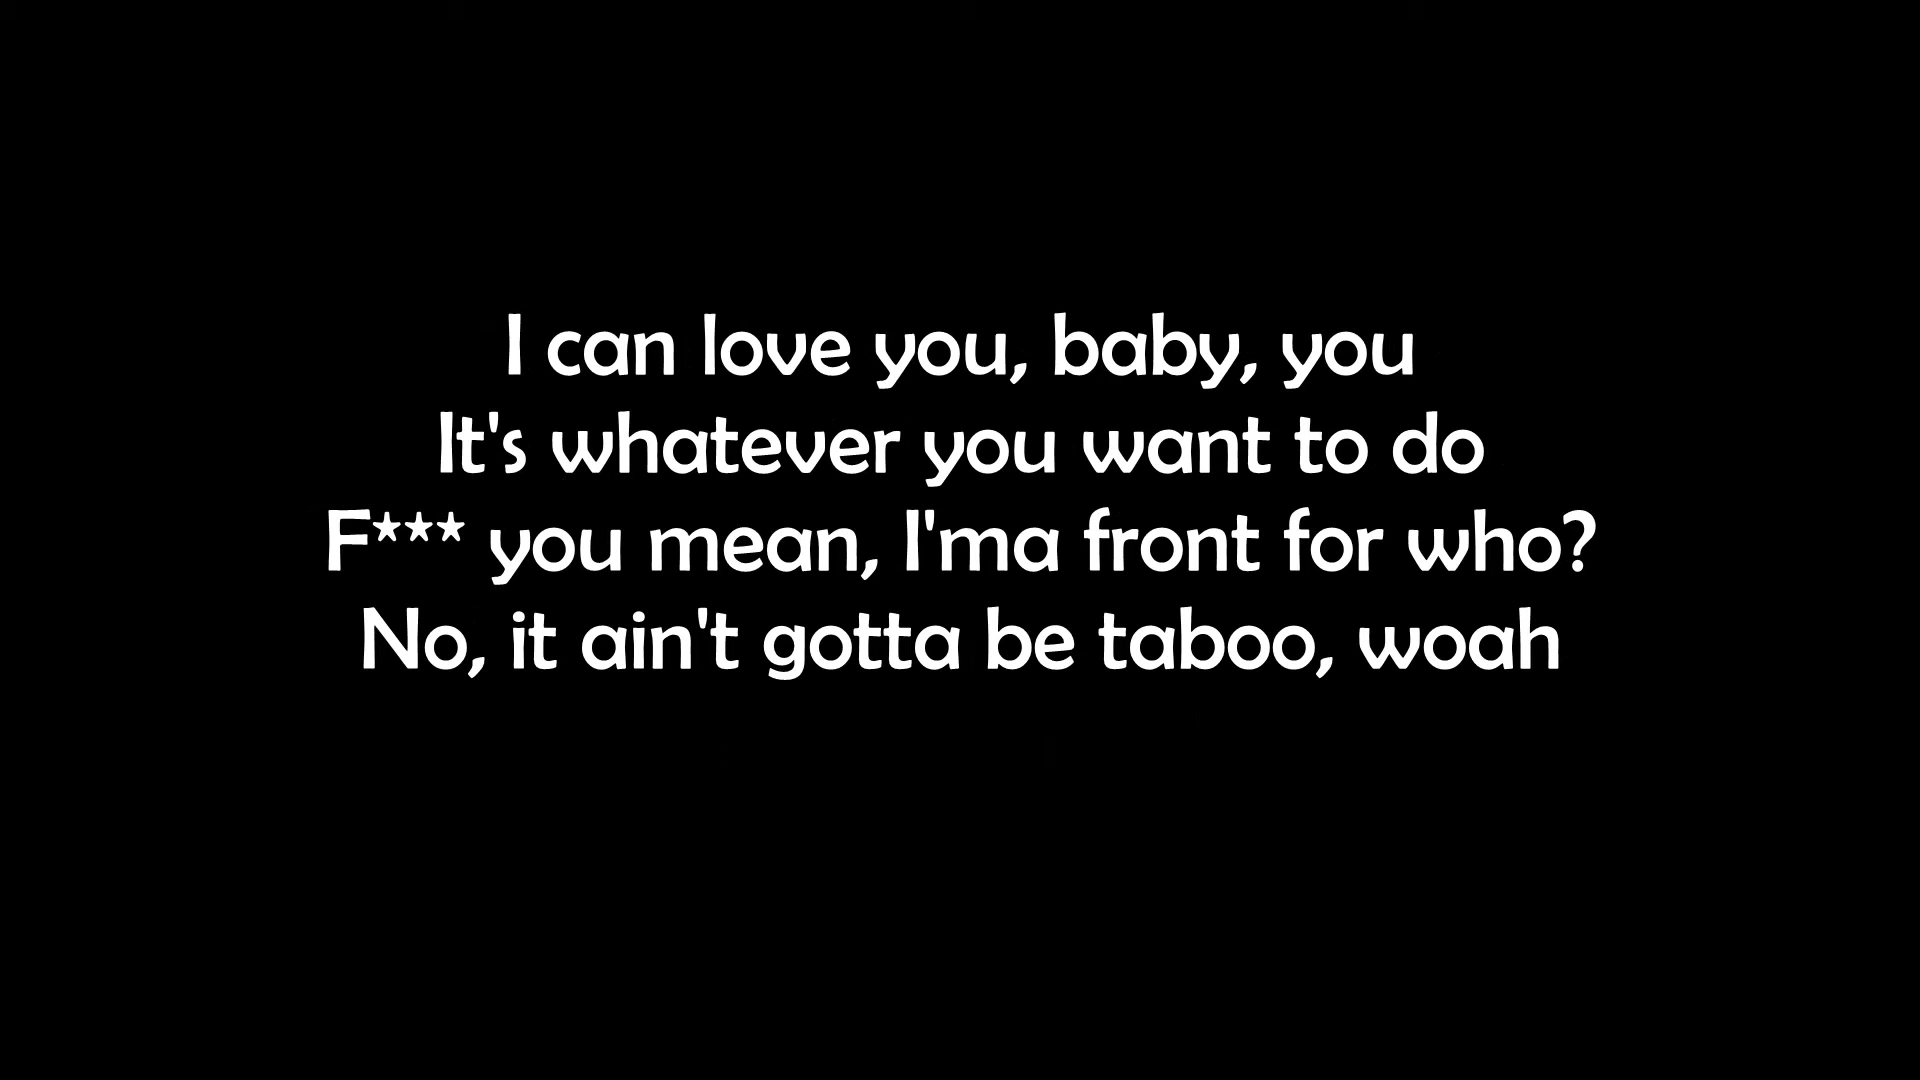 I can love you, baby, you
It's whatever you want to do
F*** you mean, I'ma front for who?
No, it ain't gotta be taboo, woah